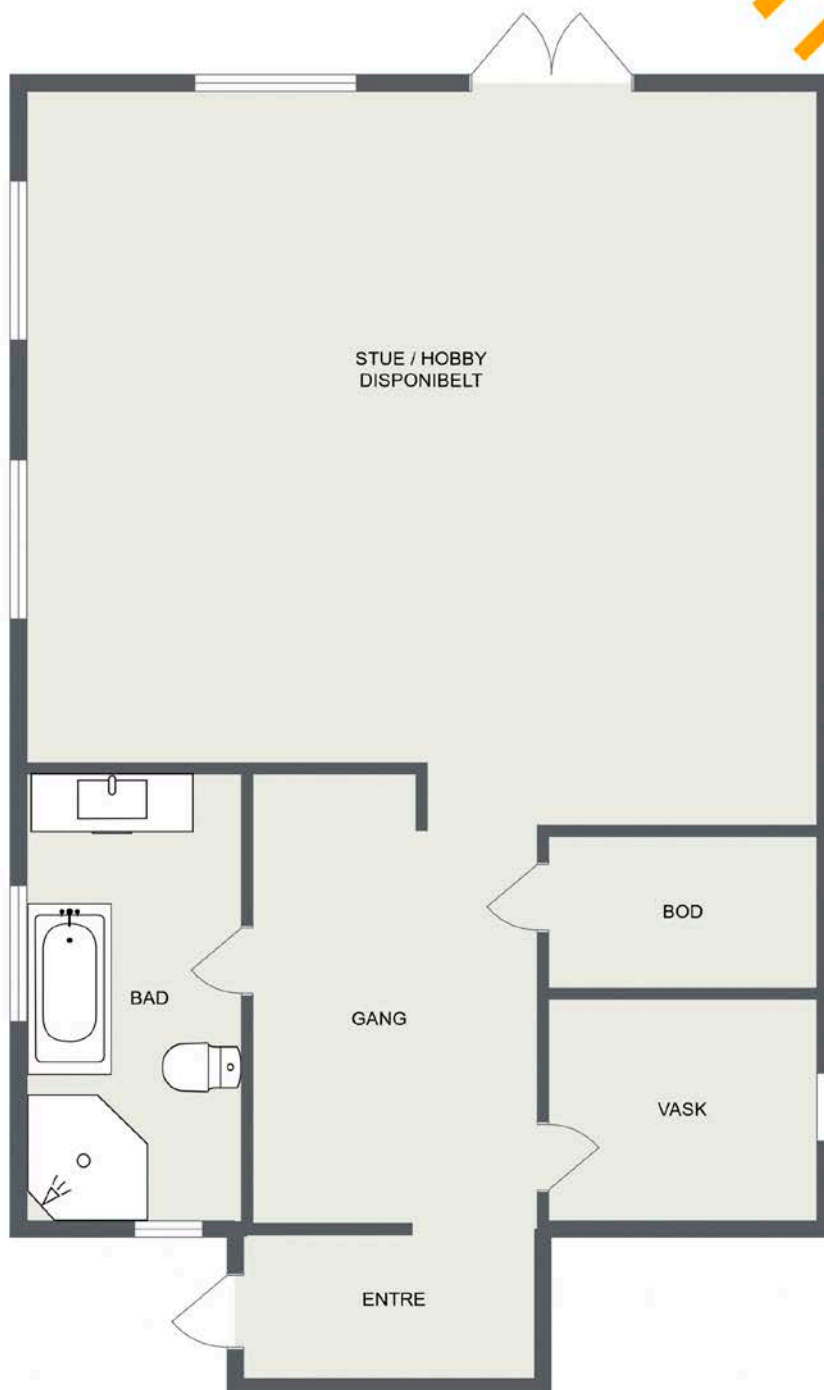 STUE / HOBBY
DISPONIBELT
BOD
BAD
GANG
VASK
ENTRE